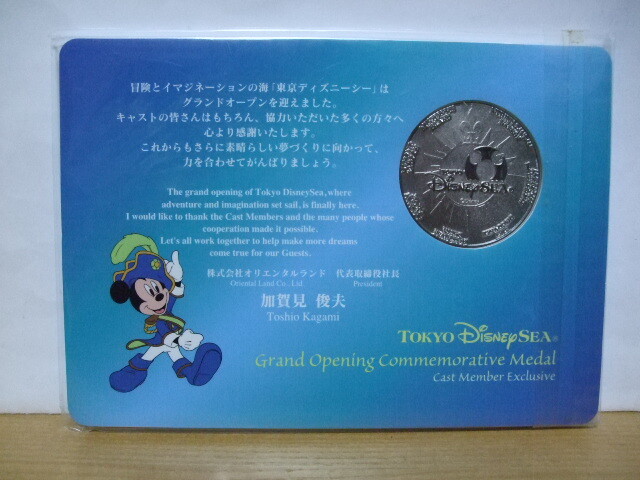 冒険とイマジネーションの海「東京ディズニーシー」は
グランドオープンを迎えました。
キャストの皆さんはもちろん、協力いただいた多くの方々へ
心より感謝いたします。
これからもさらに素晴らしい夢づくりに向かって、
力を合わせてがんばりましょう。
The grand opening of Tokyo DisneySea, where
adventure and imagination set sail, is finally here.
I would like to thank the Cast Members and the many people whose
cooperation made it possible.
Let's all work together to help make more dreams
come true for our Guests.
株式会社オリエンタルランド 代表取締役社長
Oriental Land Co., Ltd President
加賀見 俊夫
Toshio Kagami
DISNEYSEA
TOKYO DISNEYSEA®
Grand Opening Commemorative Medal
Cast Member Exclusive